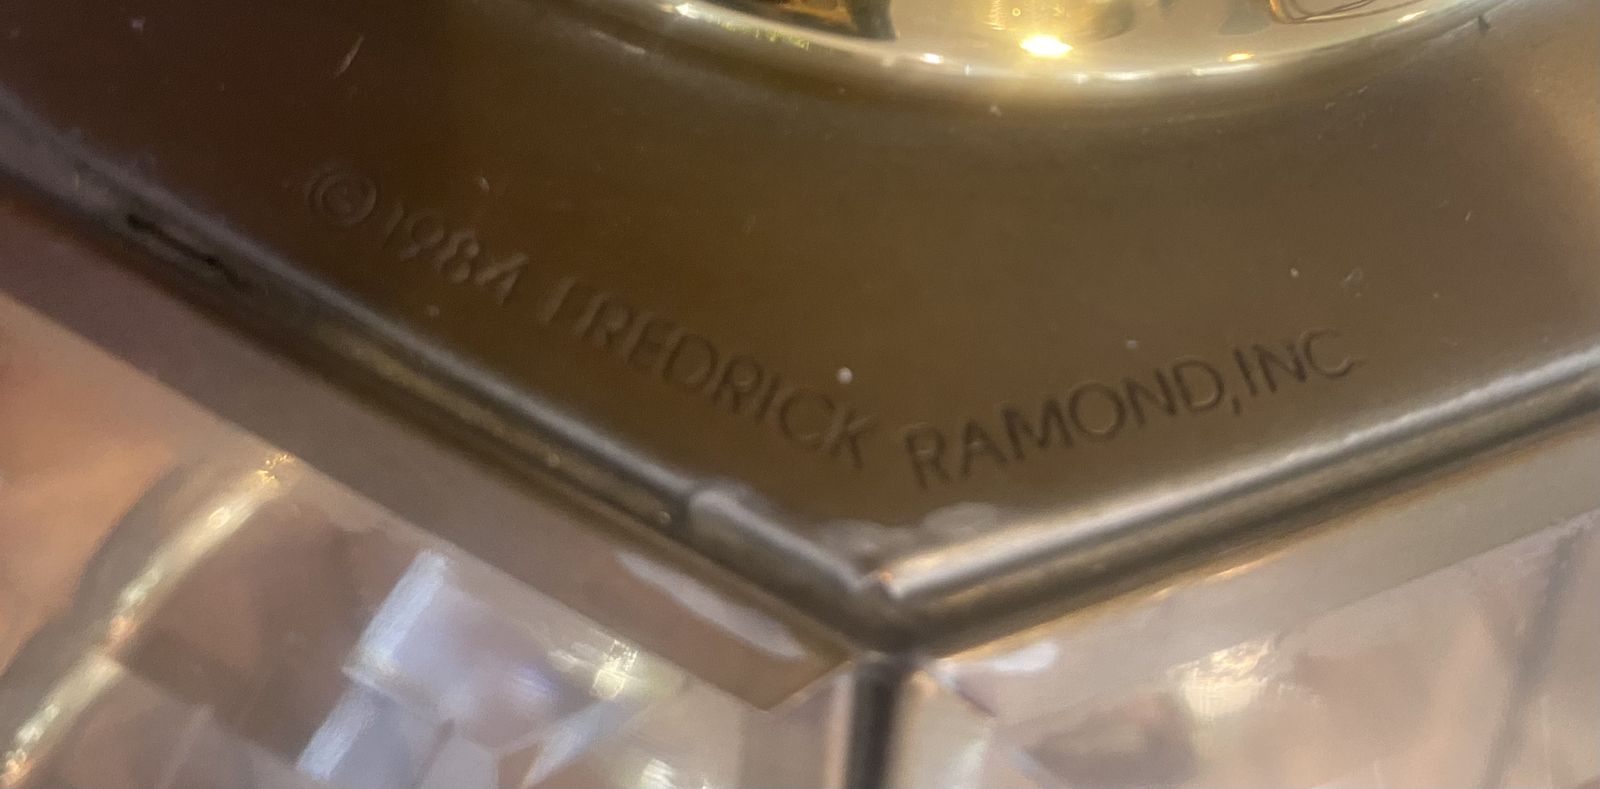 © 1984 FREDRICK RAMOND, INC.